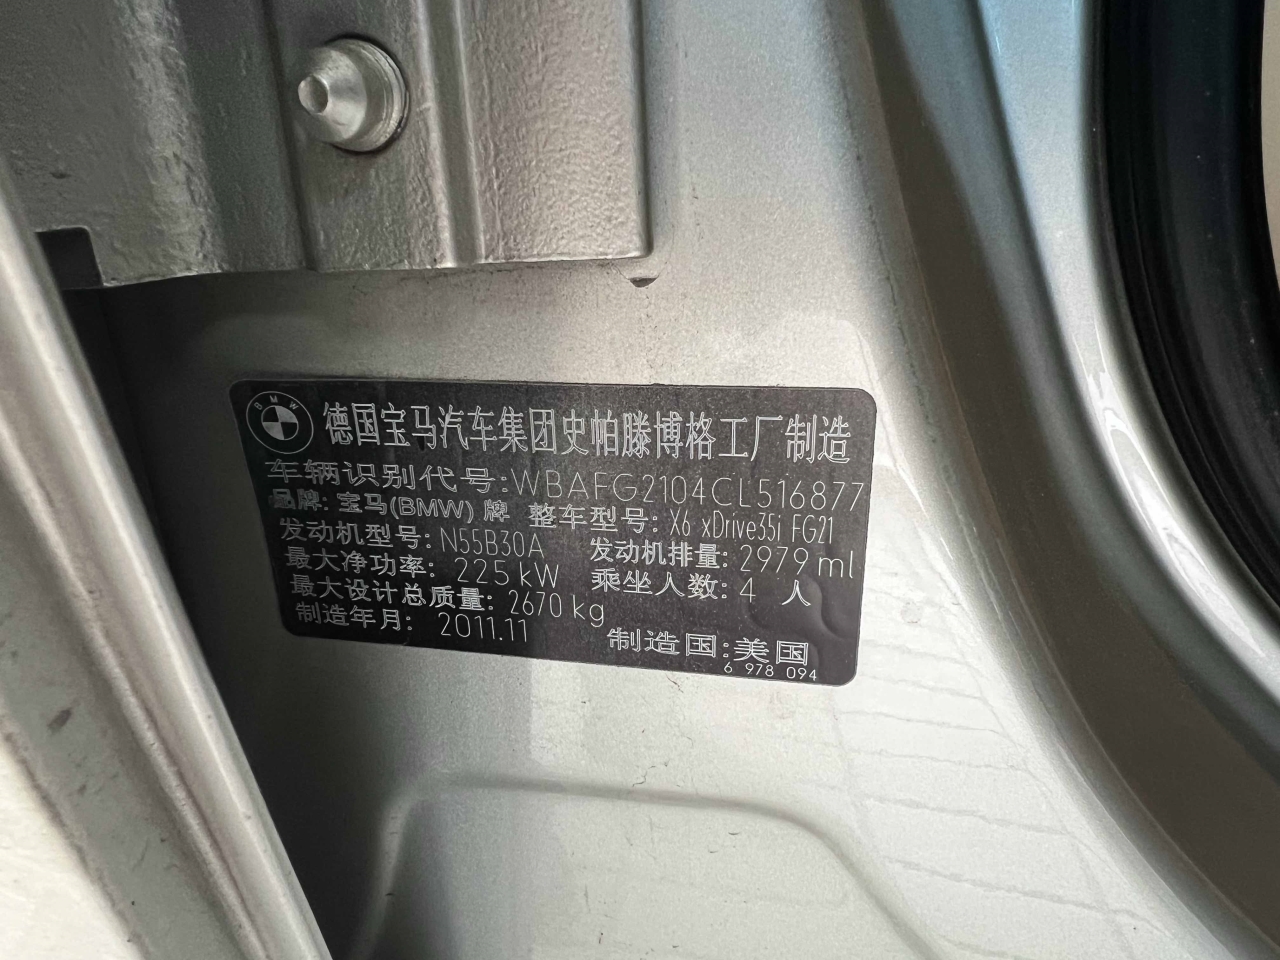 BMW
德国宝马汽车集团史帕滕博格工厂制造
车辆识别代号:WBAFG2104CL516877
品牌: 宝马(BMW) 牌 整车型号: X6 xDrive35i FG21
发动机型号: N55B30A 发动机排量: 2979 ml
最大净功率: 225 kW 乘坐人数: 4 人
最大设计总质量: 2670 kg
制造年月: 2011.11 制造国: 美国
6 978 094